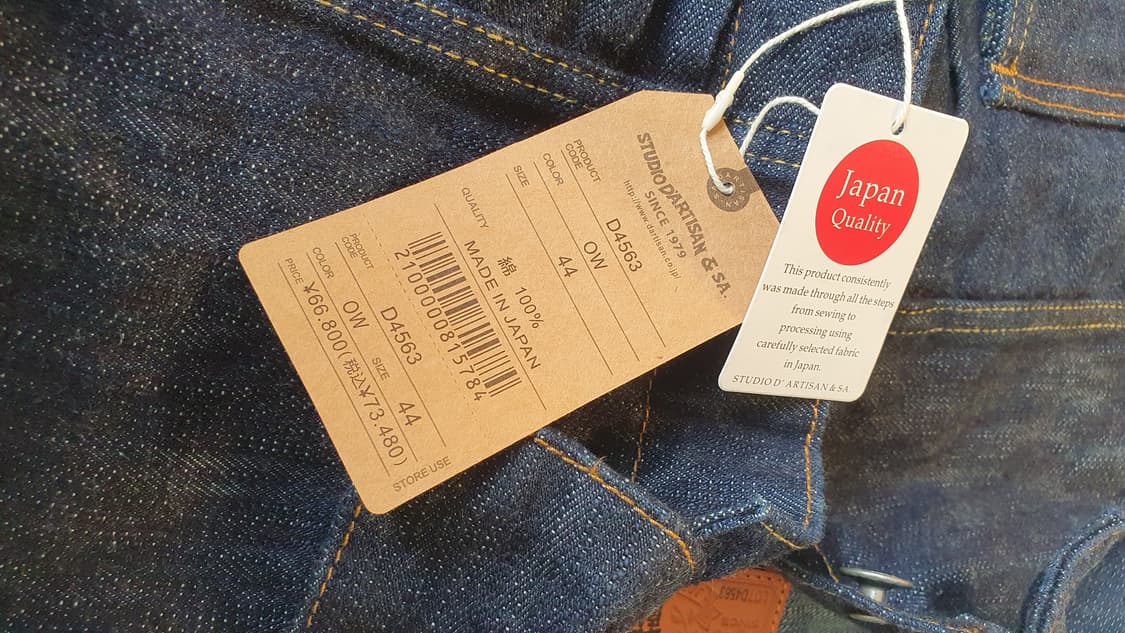 STUDIO D'ARTISAN & SA.
SINCE 1979
http://www.dartisan.co.jp/
PRODUCT CODE D4563
COLOR OW
SIZE 44
QUALITY 綿 100%
MADE IN JAPAN
2100000815784
PRODUCT CODE D4563
COLOR OW SIZE 44
PRICE ¥66.800(税込¥73.480)
STORE USE
Japan
Quality
This product consistently
was made through all the steps
from sewing to
processing using
carefully selected fabric
in Japan.
STUDIO D' ARTISAN & SA.
D4563